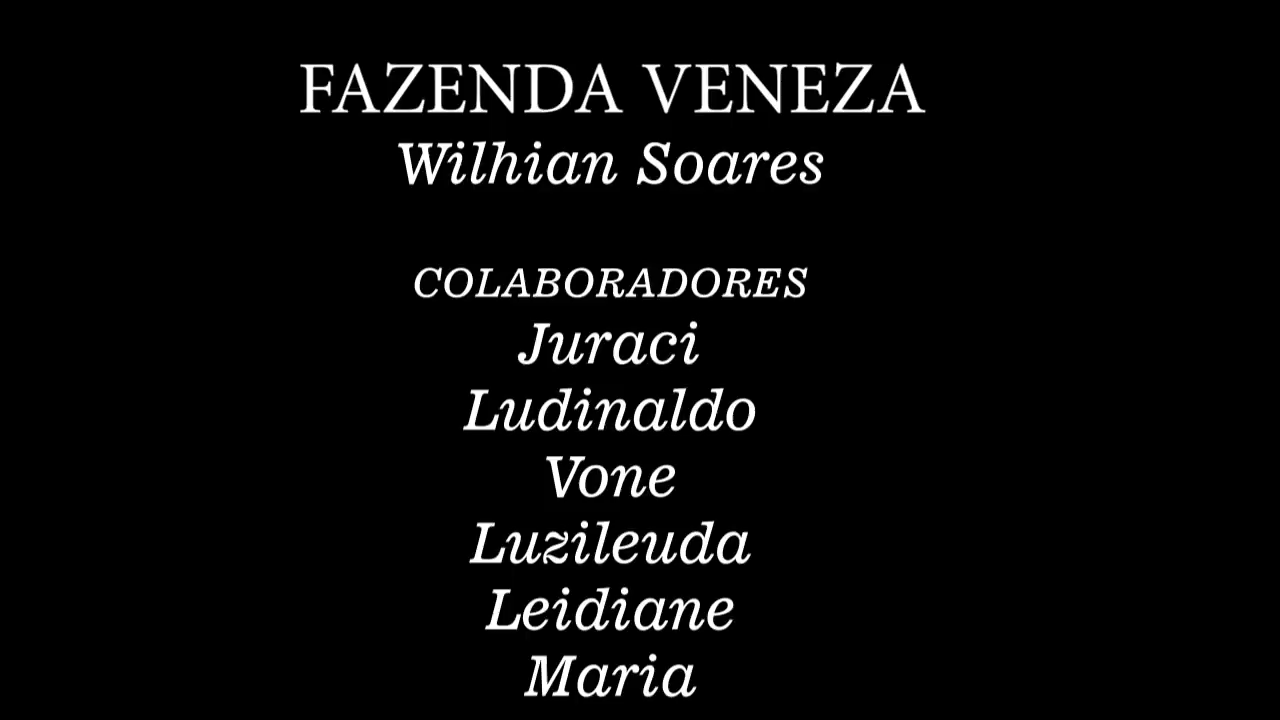 FAZENDA VENEZA
Wilhian Soares
COLABORADORES
Juraci
Ludinaldo
Vone
Luzileuda
Leidiane
Maria